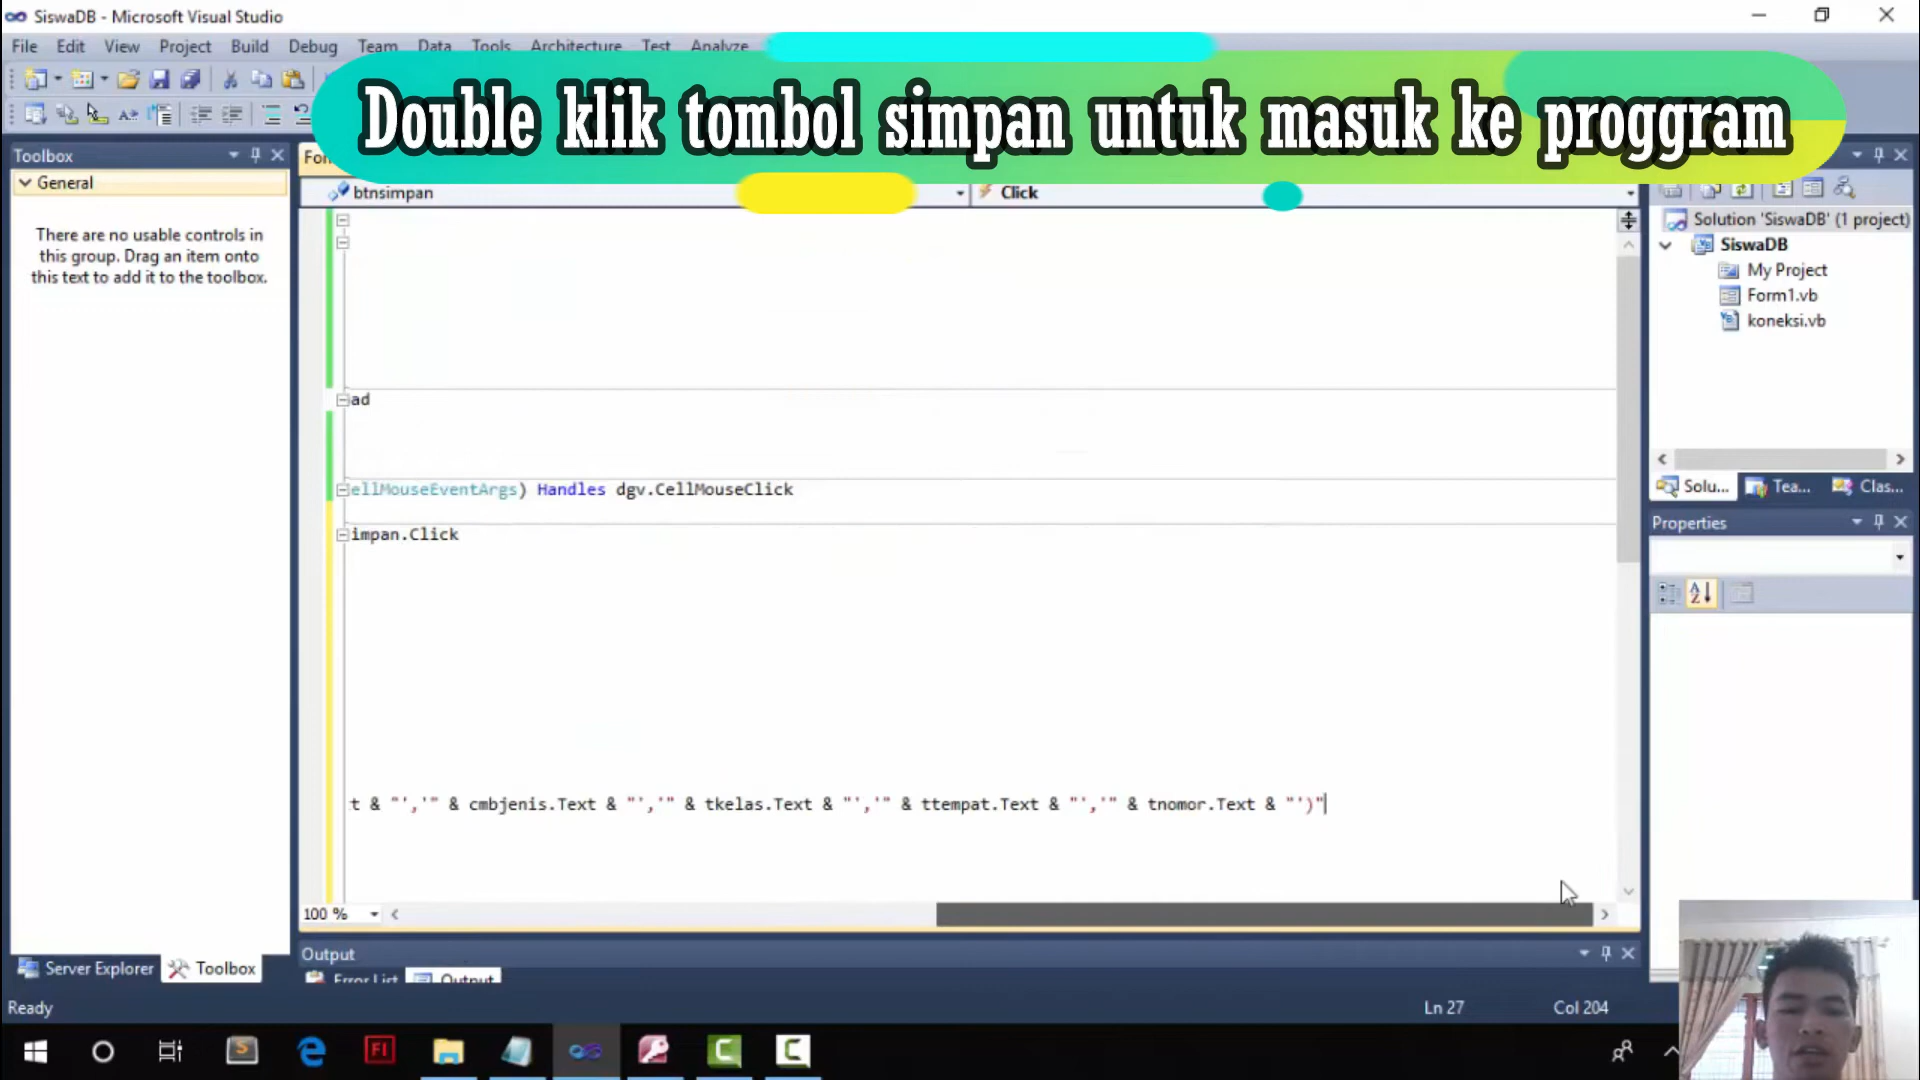 SiswaDB - Microsoft Visual Studio
File Edit View Project Build Debug Team Data Tools Architecture Test Analyze
Double klik tombol simpan untuk masuk ke proggram
Toolbox
General
There are no usable controls in
this group. Drag an item onto
this text to add it to the toolbox.
btnsimpan
Click
ad
ellMouseEventArgs) Handles dgv.CellMouseClick
impan.Click
t & "','" & cmbjenis.Text & "','" & tkelas.Text & "','" & ttempat.Text & "','" & tnomor.Text & "')"
100 %
Solution 'SiswaDB' (1 project)
SiswaDB
My Project
Form1.vb
koneksi.vb
Solu... Tea... Clas...
Properties
Output
Error List Output
Server Explorer Toolbox
Ready
Ln 27 Col 204